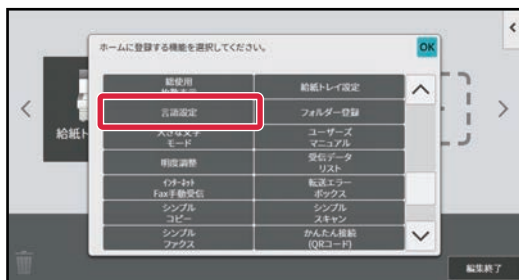 ホームに登録する機能を選択してください。
OK
総使用
給紙トレイ設定
言語設定
フォルダー登録
大きな文字
モード
ユーザーズ
マニュアル
明度調整
受信データ
リスト
インターネット
Fax手動受信
転送エラー
ボックス
シンプル
コピー
シンプル
スキャン
シンプル
ファクス
かんたん接続
(QRコード)
給紙ト
編集終了